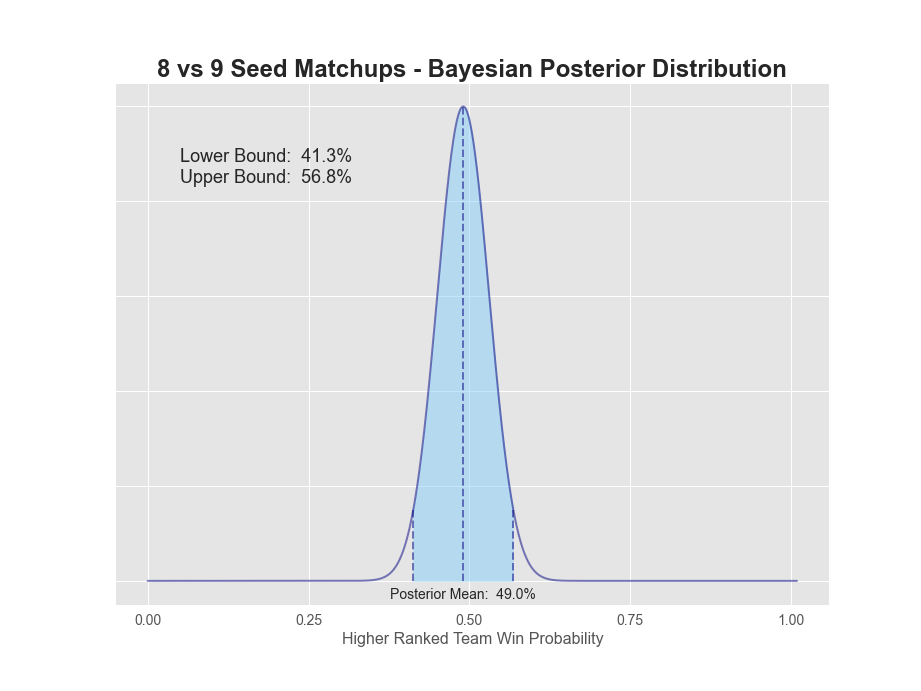 8 vs 9 Seed Matchups - Bayesian Posterior Distribution
Lower Bound:  41.3%
Upper Bound:  56.8%
Posterior Mean:  49.0%
0.00 0.25 0.50 0.75 1.00
Higher Ranked Team Win Probability